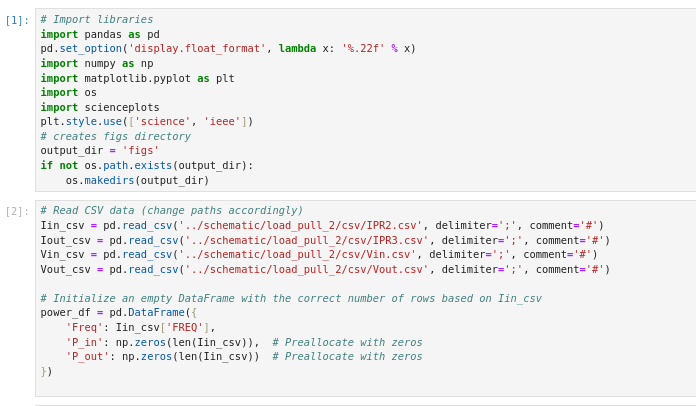 [1]:
# Import libraries
import pandas as pd
pd.set_option('display.float_format', lambda x: '%.22f' % x)
import numpy as np
import matplotlib.pyplot as plt
import os
import scienceplots
plt.style.use(['science', 'ieee'])
# creates figs directory
output_dir = 'figs'
if not os.path.exists(output_dir):
    os.makedirs(output_dir)
[2]:
# Read CSV data (change paths accordingly)
Iin_csv = pd.read_csv('../schematic/load_pull_2/csv/IPR2.csv', delimiter=';', comment='#')
Iout_csv = pd.read_csv('../schematic/load_pull_2/csv/IPR3.csv', delimiter=';', comment='#')
Vin_csv = pd.read_csv('../schematic/load_pull_2/csv/Vin.csv', delimiter=';', comment='#')
Vout_csv = pd.read_csv('../schematic/load_pull_2/csv/Vout.csv', delimiter=';', comment='#')
# Initialize an empty DataFrame with the correct number of rows based on Iin_csv
power_df = pd.DataFrame({
    'Freq': Iin_csv['FREQ'],
    'P_in': np.zeros(len(Iin_csv)),  # Preallocate with zeros
    'P_out': np.zeros(len(Iin_csv))  # Preallocate with zeros
})